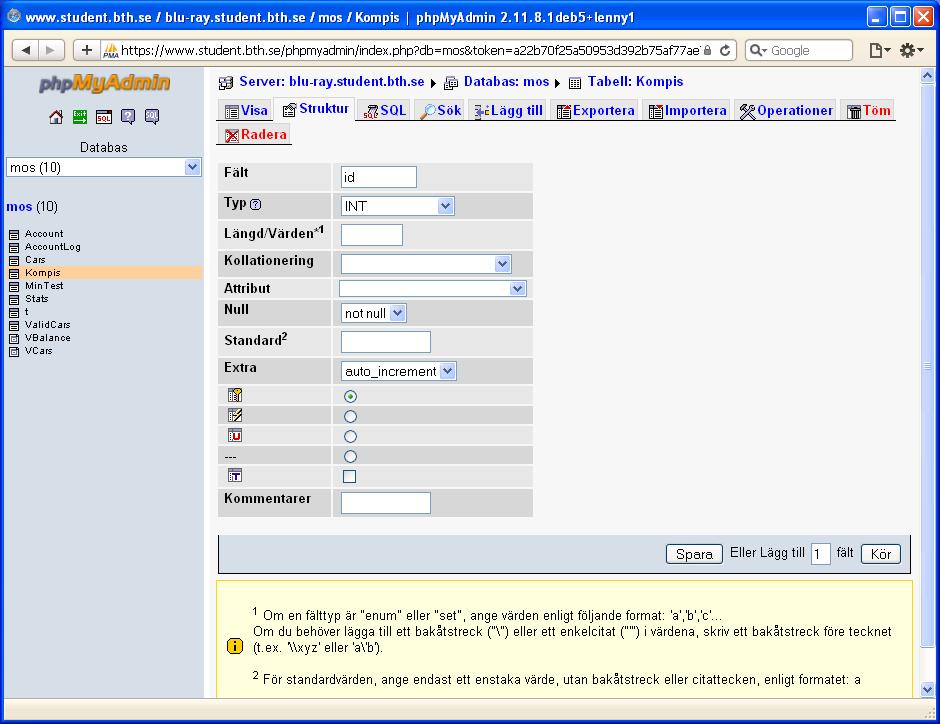 www.student.bth.se / blu-ray.student.bth.se / mos / Kompis | phpMyAdmin 2.11.8.1deb5+lenny1
https://www.student.bth.se/phpmyadmin/index.php?db=mos&token=a22b70f25a50953d392b75af77ae
Google
phpMyAdmin
Databas
mos (10)
mos (10)
Account
AccountLog
Cars
Kompis
MinTest
Stats
t
ValidCars
VBalance
VCars
Server: blu-ray.student.bth.se Databas: mos Tabell: Kompis
Visa Struktur SQL Sök Lägg till Exportera Importera Operationer Töm
Radera
Fält id
Typ INT
Längd/Värden*1
Kollationering
Attribut
Null not null
Standard2
Extra auto_increment
---
Kommentarer
Spara Eller Lägg till 1 fält Kör
1 Om en fälttyp är "enum" eller "set", ange värden enligt följande format: 'a','b','c'...
Om du behöver lägga till ett bakåtstreck ("\") eller ett enkelcitat ("'") i värdena, skriv ett bakåtstreck före tecknet
(t.ex. '\\xyz' eller 'a\'b').
2 För standardvärden, ange endast ett enstaka värde, utan bakåtstreck eller citattecken, enligt formatet: a